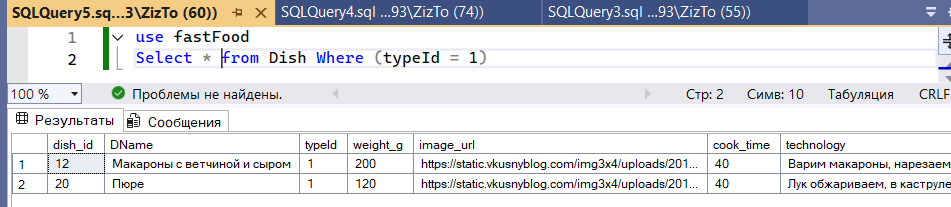 SQLQuery5.sq...3\ZizTo (60)) SQLQuery4.sql ...93\ZizTo (74)) SQLQuery3.sql ...93\ZizTo (55))
1 use fastFood
2 Select * from Dish Where (typeId = 1)
100 % Проблемы не найдены. Стр: 2 Симв: 10 Табуляция CRLF
Результаты Сообщения
dish_id DName typeId weight_g image_url cook_time technology
1 12 Макароны с ветчиной и сыром 1 200 https://static.vkusnyblog.com/img3x4/uploads/201... 40 Варим макароны, нарезаем
2 20 Пюре 1 120 https://static.vkusnyblog.com/img3x4/uploads/201... 40 Лук обжариваем, в каструле